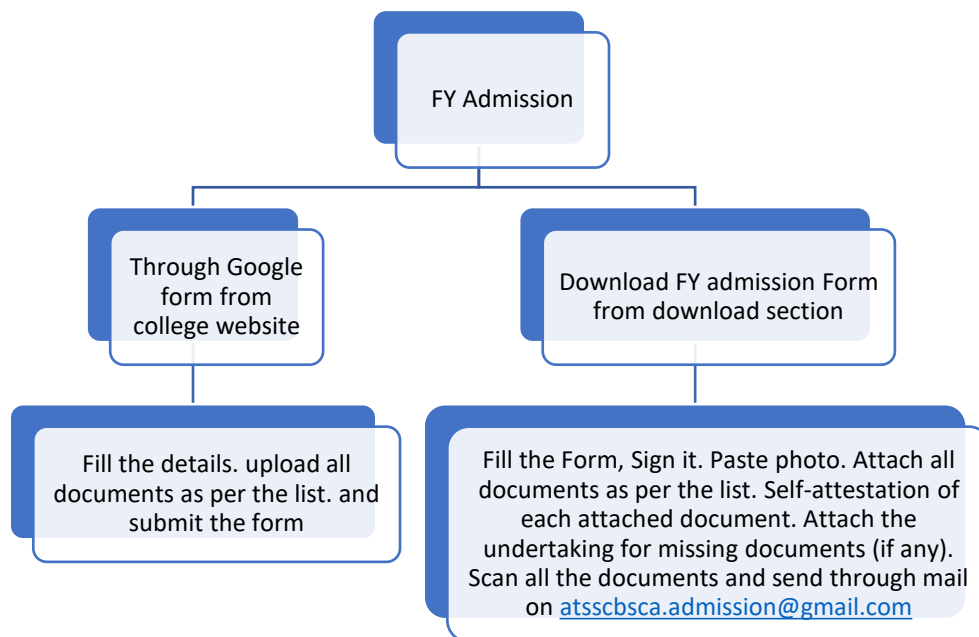 FY Admission
Through Google
form from
college website
Download FY admission Form
from download section
Fill the details. upload all
documents as per the list. and
submit the form
Fill the Form, Sign it. Paste photo. Attach all
documents as per the list. Self-attestation of
each attached document. Attach the
undertaking for missing documents (if any).
Scan all the documents and send through mail
on atsscbsca.admission@gmail.com